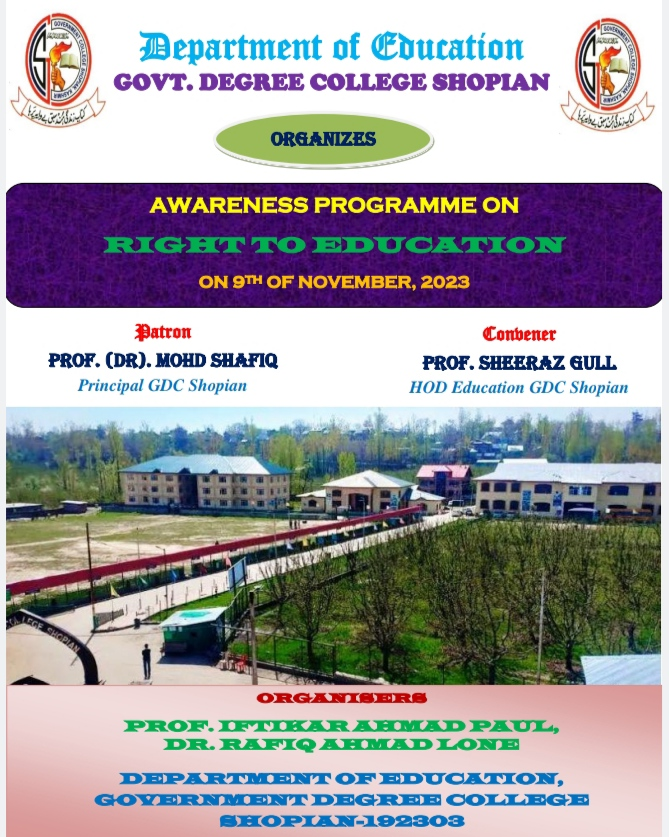 Department of Education
GOVT. DEGREE COLLEGE SHOPIAN
ORGANIZES
AWARENESS PROGRAMME ON
RIGHT TO EDUCATION
ON 9TH OF NOVEMBER, 2023
Patron
PROF. (DR). MOHD SHAFIQ
Principal GDC Shopian
Convener
PROF. SHEERAZ GULL
HOD Education GDC Shopian
COLLEGE SHOPIAN
ORGANISERS
PROF. IFTIKAR AHMAD PAUL,
DR. RAFIQ AHMAD LONE
DEPARTMENT OF EDUCATION,
GOVERNMENT DEGREE COLLEGE
SHOPIAN-192303